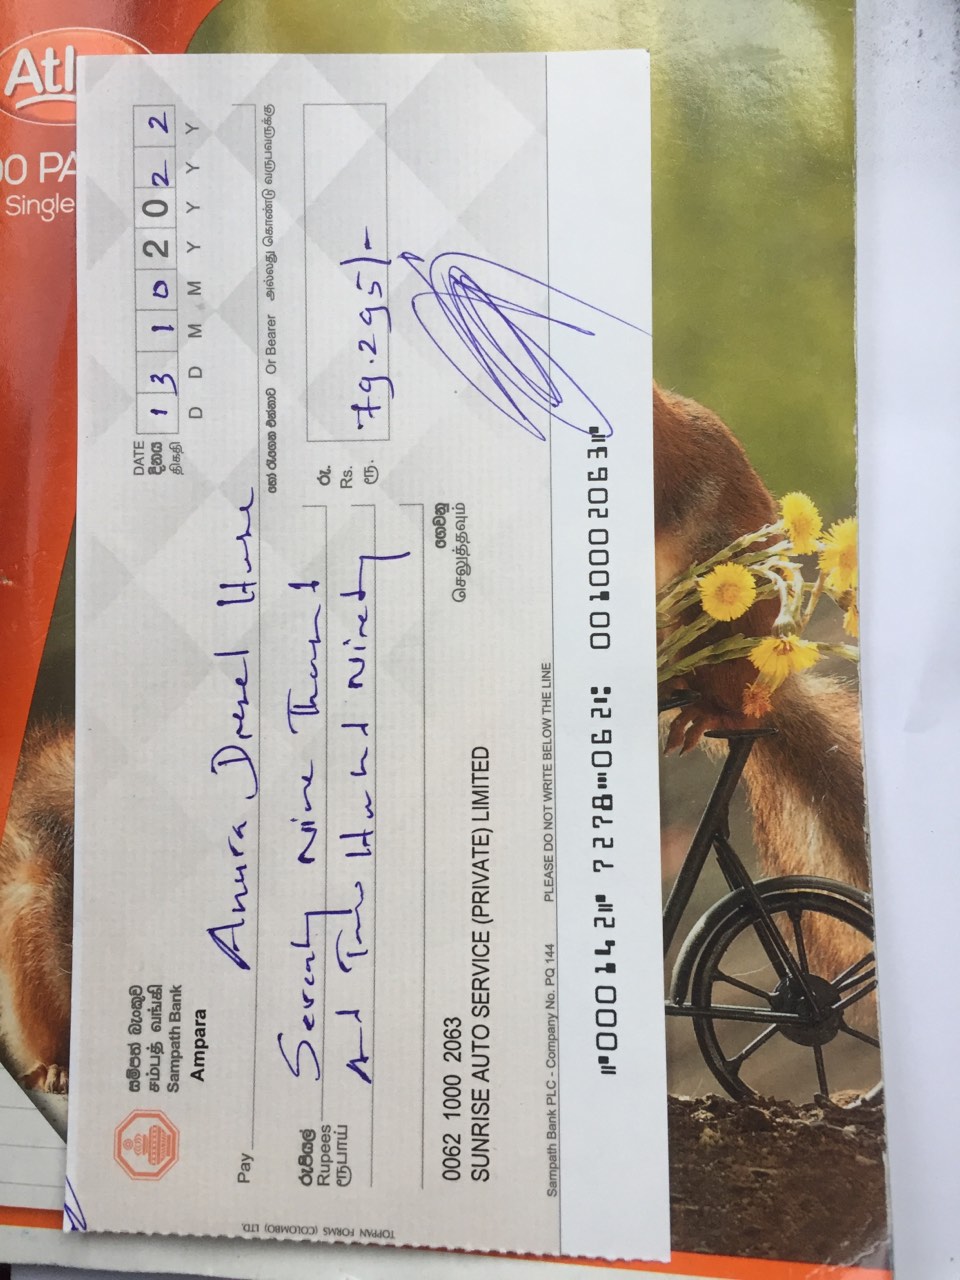 Atl
00 PA
Single
සම්පත් බැංකුව
சம்பத் வங்கி
Sampath Bank
Ampara
DATE
දිනය
திகதி
1 3 1 0 2 0 2 2
D D M M Y Y Y Y
Pay Anura Diesel House
හෝ රැගෙන එන්නාට Or Bearer அல்லது கொண்டு வருபவருக்கு
රුපියල්
Rupees
ரூபாய்
Seventy Nine Thousand
And Two Hundred Ninety
රු.
Rs.
ரூ.
79.295/-
ගෙවනු
செலுத்தவும்
0062 1000 2063
SUNRISE AUTO SERVICE (PRIVATE) LIMITED
Sampath Bank PLC - Company No. PQ 144 PLEASE DO NOT WRITE BELOW THE LINE
⑈000142⑈ 7278⑉062⑆ 0010002063⑈
TOPPAN FORMS (COLOMBO) LTD.